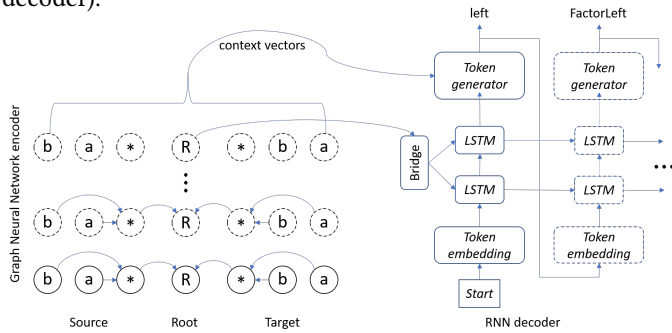 decoder).
left FactorLeft
context vectors
Token generator Token generator
Graph Neural Network encoder
b a * R * b a
Bridge
LSTM LSTM
⋮
...
LSTM LSTM
b a * R * b a
Token embedding Token embedding
b a * R * b a
Start
Source Root Target RNN decoder